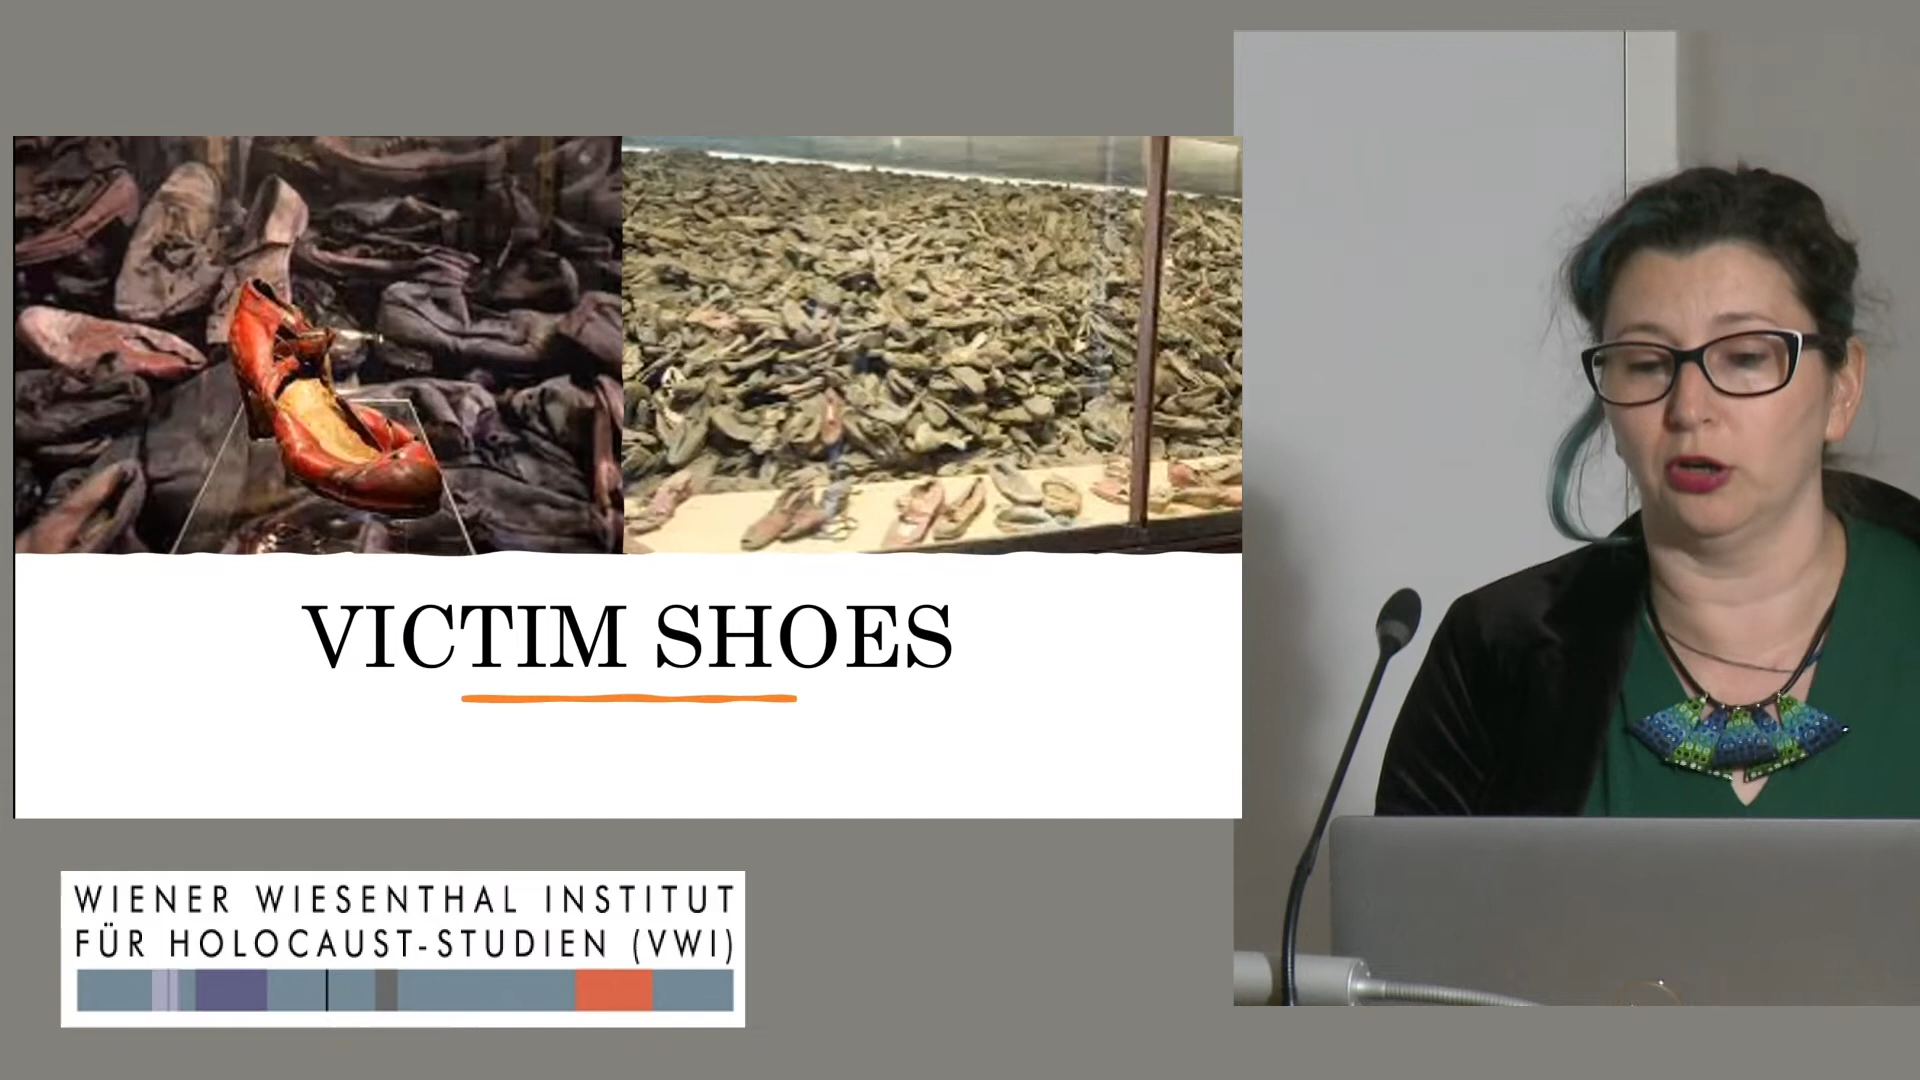 VICTIM SHOES
WIENER WIESENTHAL INSTITUT
FÜR HOLOCAUST-STUDIEN (VWI)